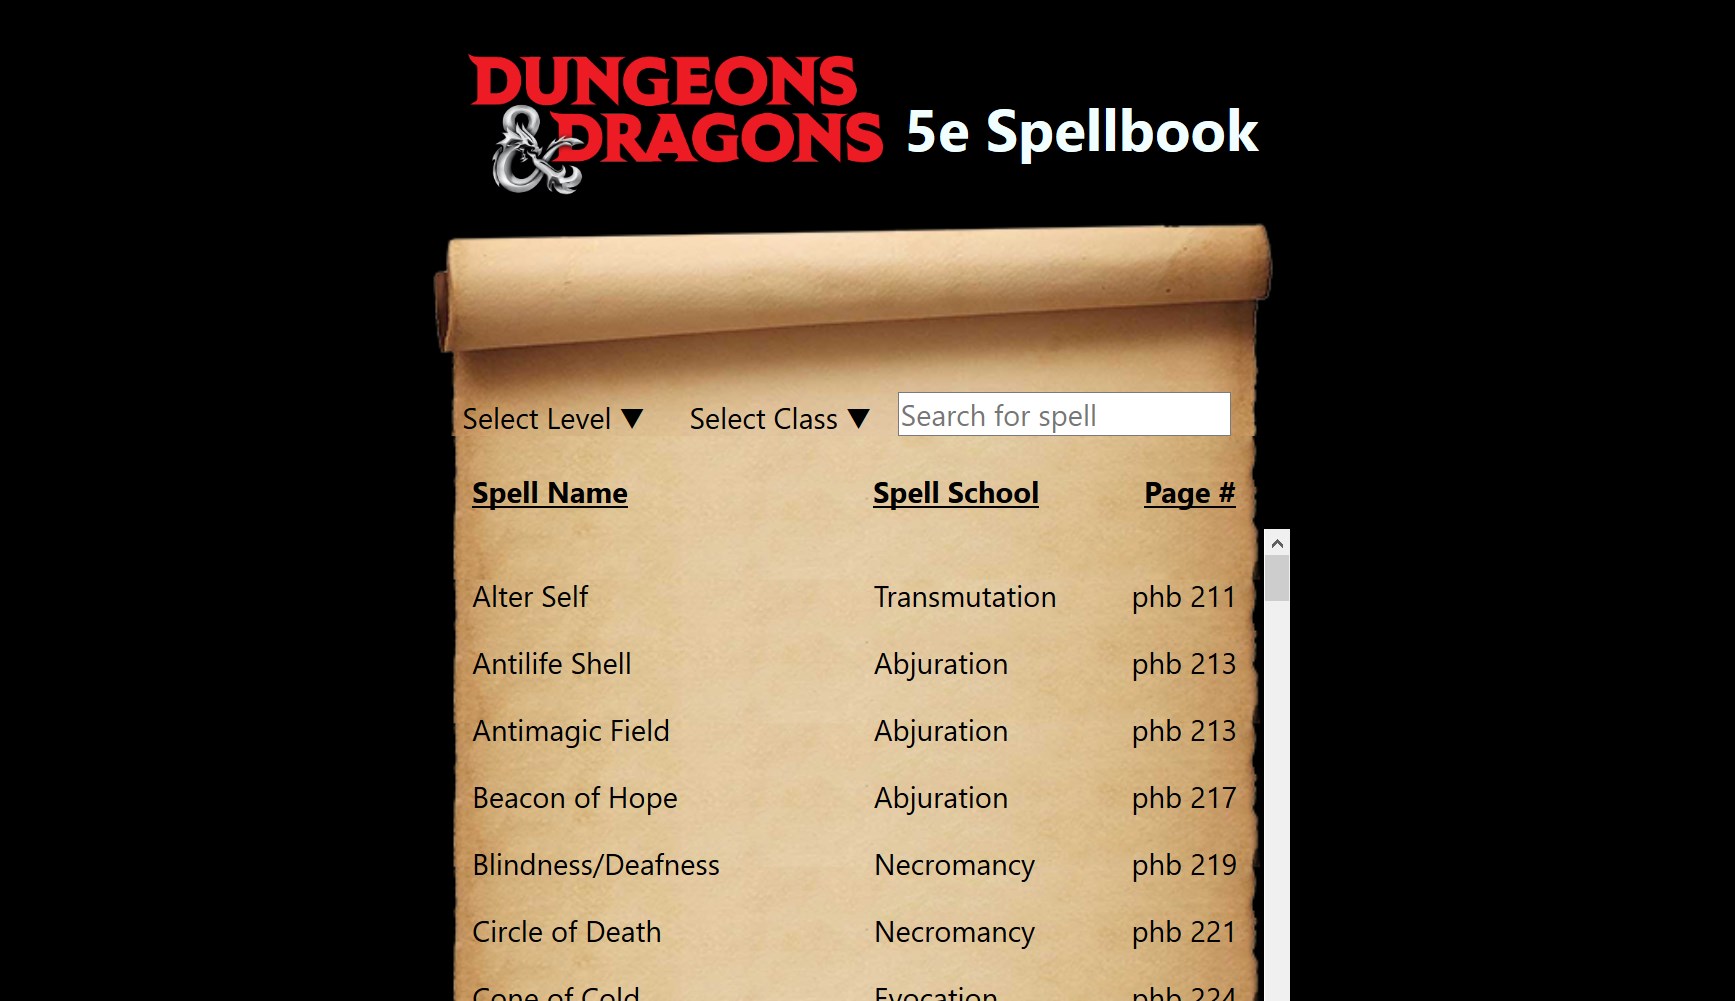 DUNGEONS
& DRAGONS 5e Spellbook
Select Level ▼ Select Class ▼ Search for spell
Spell Name Spell School Page #
Alter Self Transmutation phb 211
Antilife Shell Abjuration phb 213
Antimagic Field Abjuration phb 213
Beacon of Hope Abjuration phb 217
Blindness/Deafness Necromancy phb 219
Circle of Death Necromancy phb 221
Cone of Cold Evocation phb 224